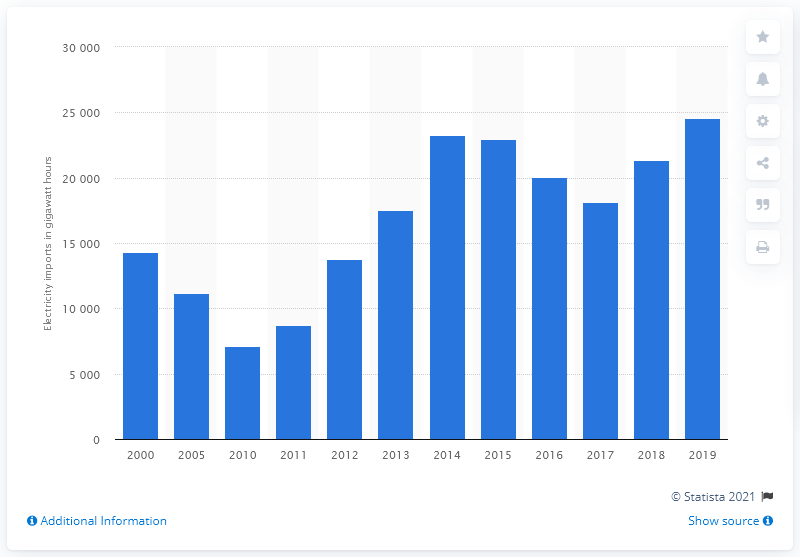 30 000
25 000
20 000
15 000
10 000
5 000
0
Electricity imports in gigawatt hours
2000 2005 2010 2011 2012 2013 2014 2015 2016 2017 2018 2019
© Statista 2021
Additional Information
Show source